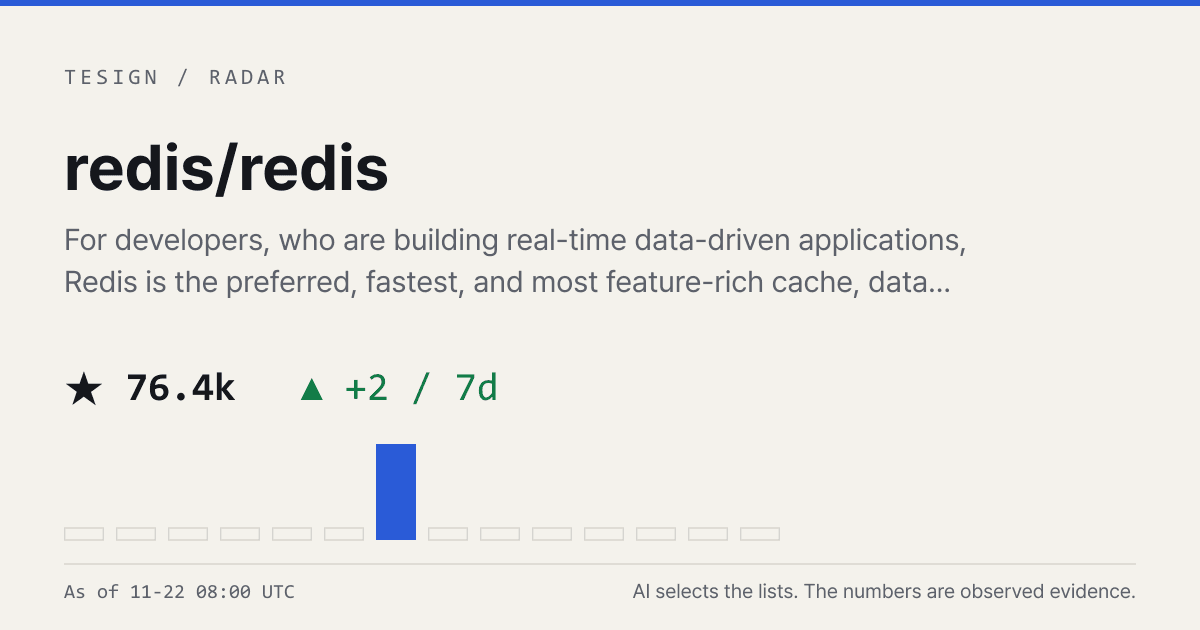 TESIGN / RADAR
redis/redis
For developers, who are building real-time data-driven applications,
Redis is the preferred, fastest, and most feature-rich cache, data...
★ 76.4k ▲ +2 / 7d
As of 11-22 08:00 UTC
AI selects the lists. The numbers are observed evidence.